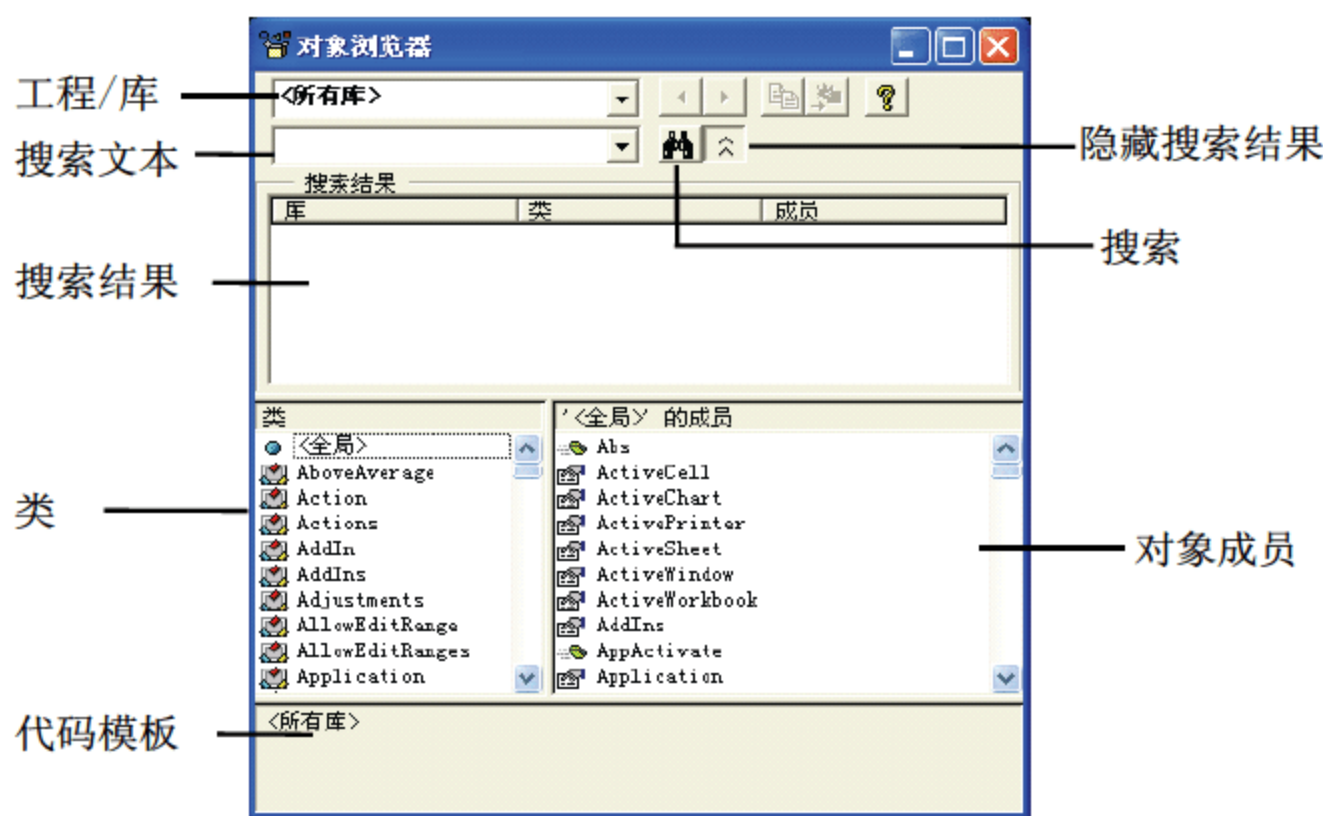 对象浏览器
工程/库
<所有库>
搜索文本
隐藏搜索结果
搜索结果
库 类 成员
搜索
搜索结果
类 '<全局>' 的成员
<全局> Abs
AboveAverage ActiveCell
Action ActiveChart
Actions ActivePrinter
AddIn ActiveSheet
AddIns ActiveWindow
Adjustments ActiveWorkbook
AllowEditRange AddIns
AllowEditRanges AppActivate
Application Application
类
对象成员
代码模板
<所有库>